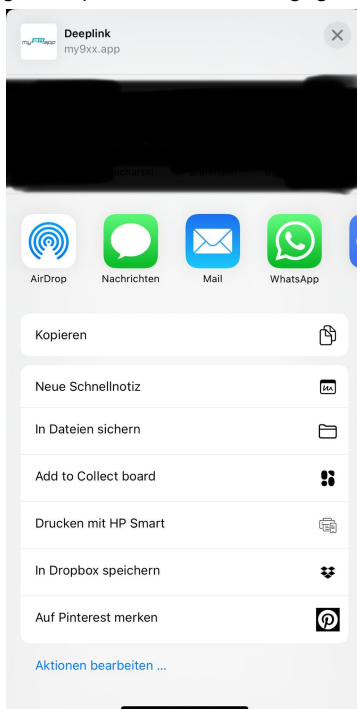 Deeplink
my9xx.app
AirDrop
Nachrichten
Mail
WhatsApp
Kopieren
Neue Schnellnotiz
In Dateien sichern
Add to Collect board
Drucken mit HP Smart
In Dropbox speichern
Auf Pinterest merken
Aktionen bearbeiten ...